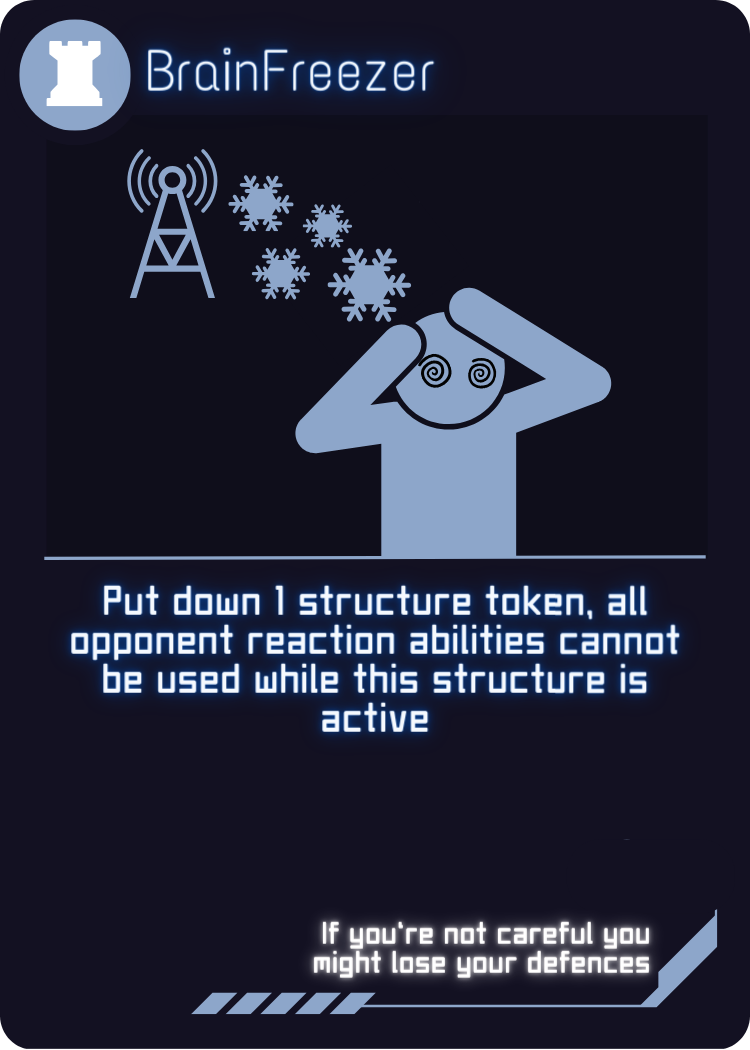 BrainFreezer
Put down 1 structure token, all
opponent reaction abilities cannot
be used while this structure is
active
If you're not careful you
might lose your defences